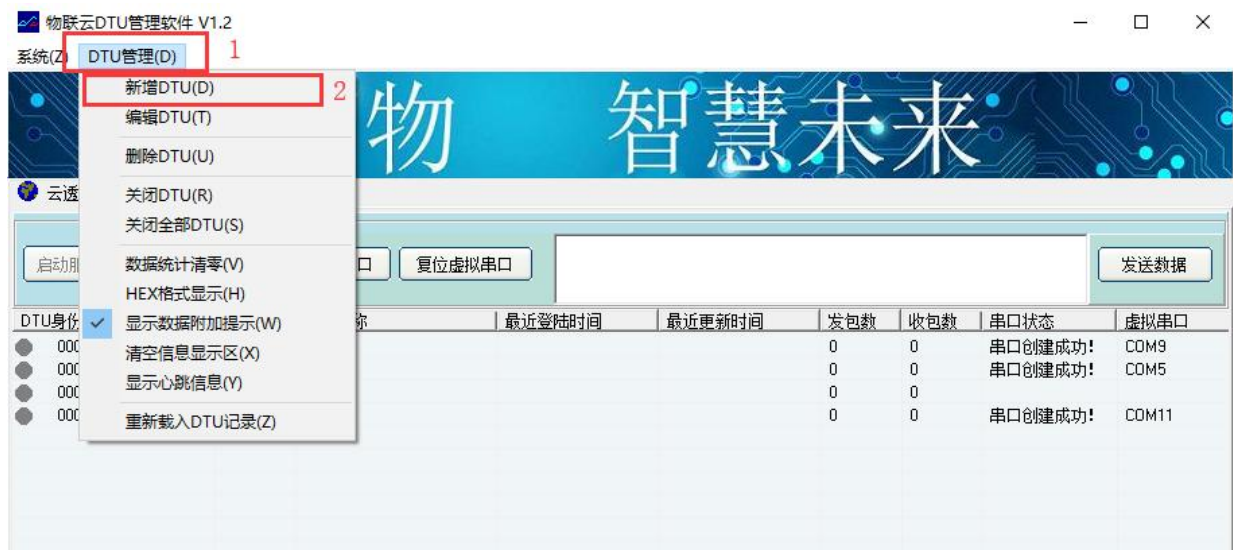 物联云DTU管理软件 V1.2
系统(Z) DTU管理(D) 1
新增DTU(D) 2
编辑DTU(T)
删除DTU(U)
关闭DTU(R)
关闭全部DTU(S)
数据统计清零(V)
HEX格式显示(H)
显示数据附加提示(W)
清空信息显示区(X)
显示心跳信息(Y)
重新载入DTU记录(Z)
物 智慧未来
云透
启动 口 复位虚拟串口 发送数据
DTU身份 称 最近登陆时间 最近更新时间 发包数 收包数 串口状态 虚拟串口
000 0 0 串口创建成功! COM9
000 0 0 串口创建成功! COM5
000 0 0
000 0 0 串口创建成功! COM11